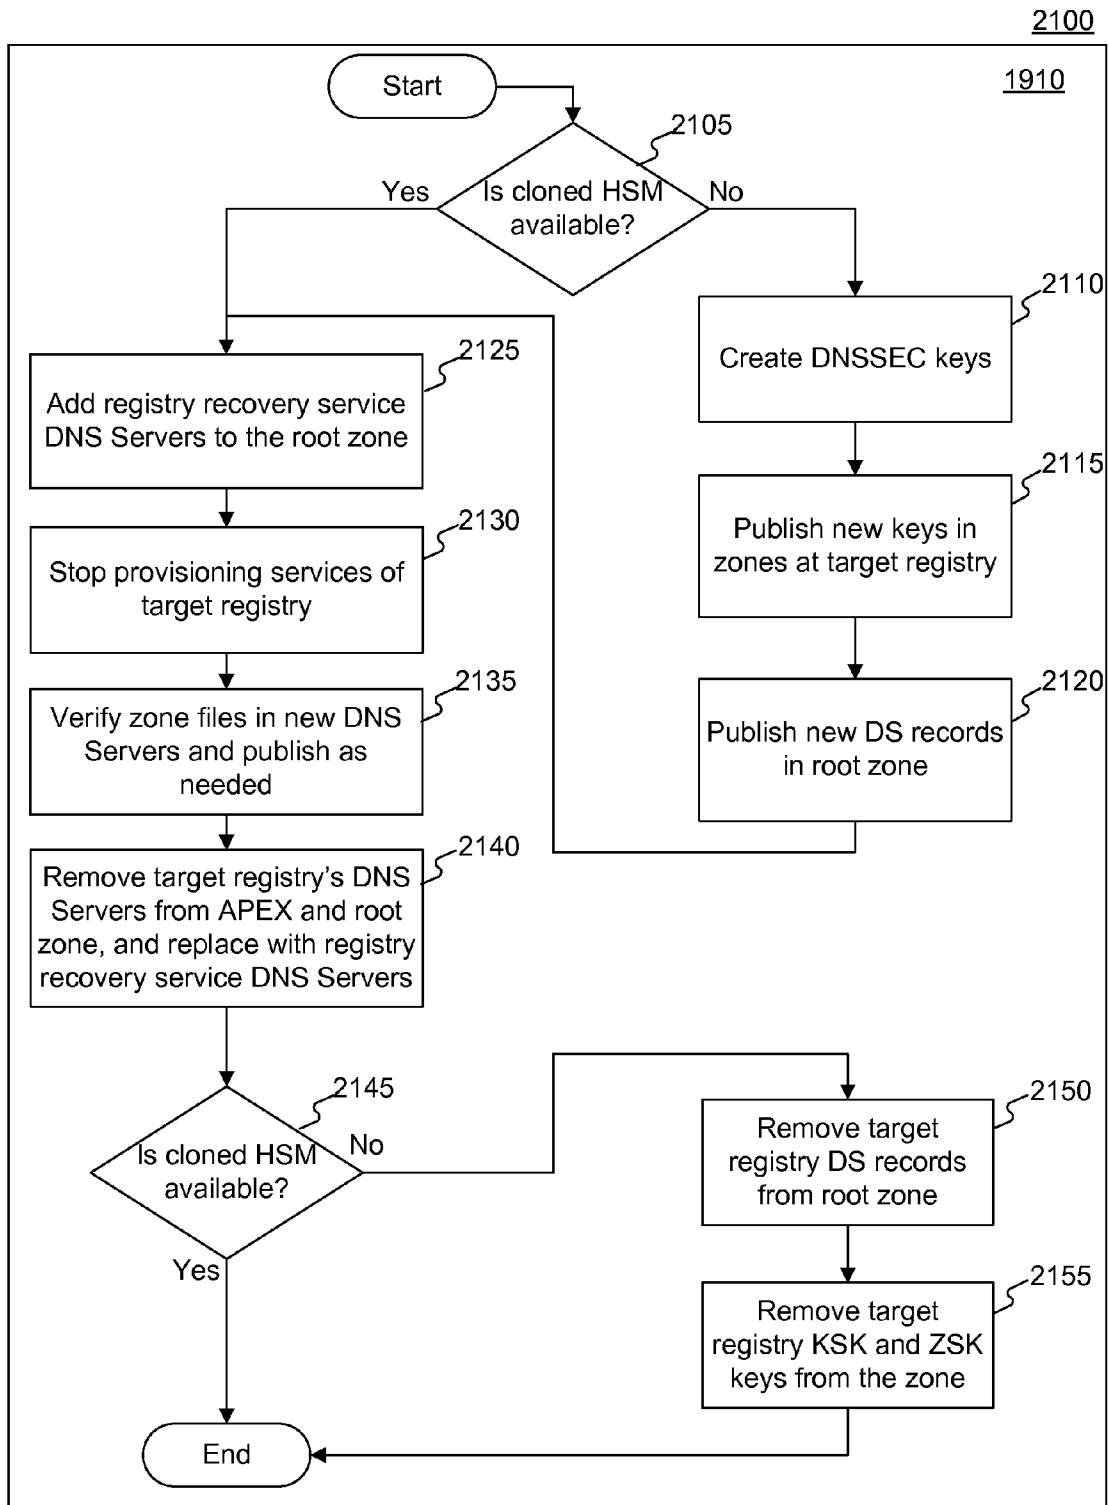 2100
1910
Start
2105
Is cloned HSM
available?
Yes
No
2110
Create DNSSEC keys
2115
Publish new keys in
zones at target registry
2120
Publish new DS records
in root zone
2125
Add registry recovery service
DNS Servers to the root zone
2130
Stop provisioning services of
target registry
2135
Verify zone files in new DNS
Servers and publish as
needed
2140
Remove target registry's DNS
Servers from APEX and root
zone, and replace with registry
recovery service DNS Servers
2145
Is cloned HSM
available?
No
Yes
2150
Remove target
registry DS records
from root zone
2155
Remove target
registry KSK and ZSK
keys from the zone
End